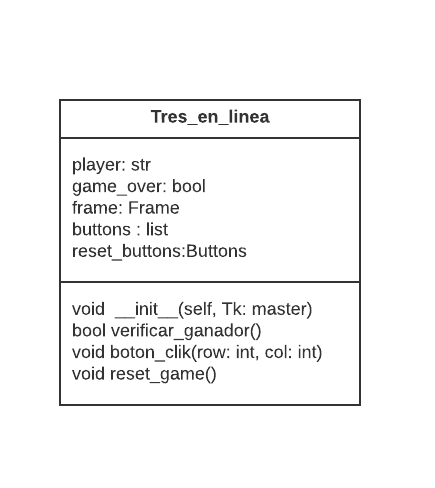 Tres_en_linea
player: str
game_over: bool
frame: Frame
buttons : list
reset_buttons:Buttons
void  __init__(self, Tk: master)
bool verificar_ganador()
void boton_clik(row: int, col: int)
void reset_game()